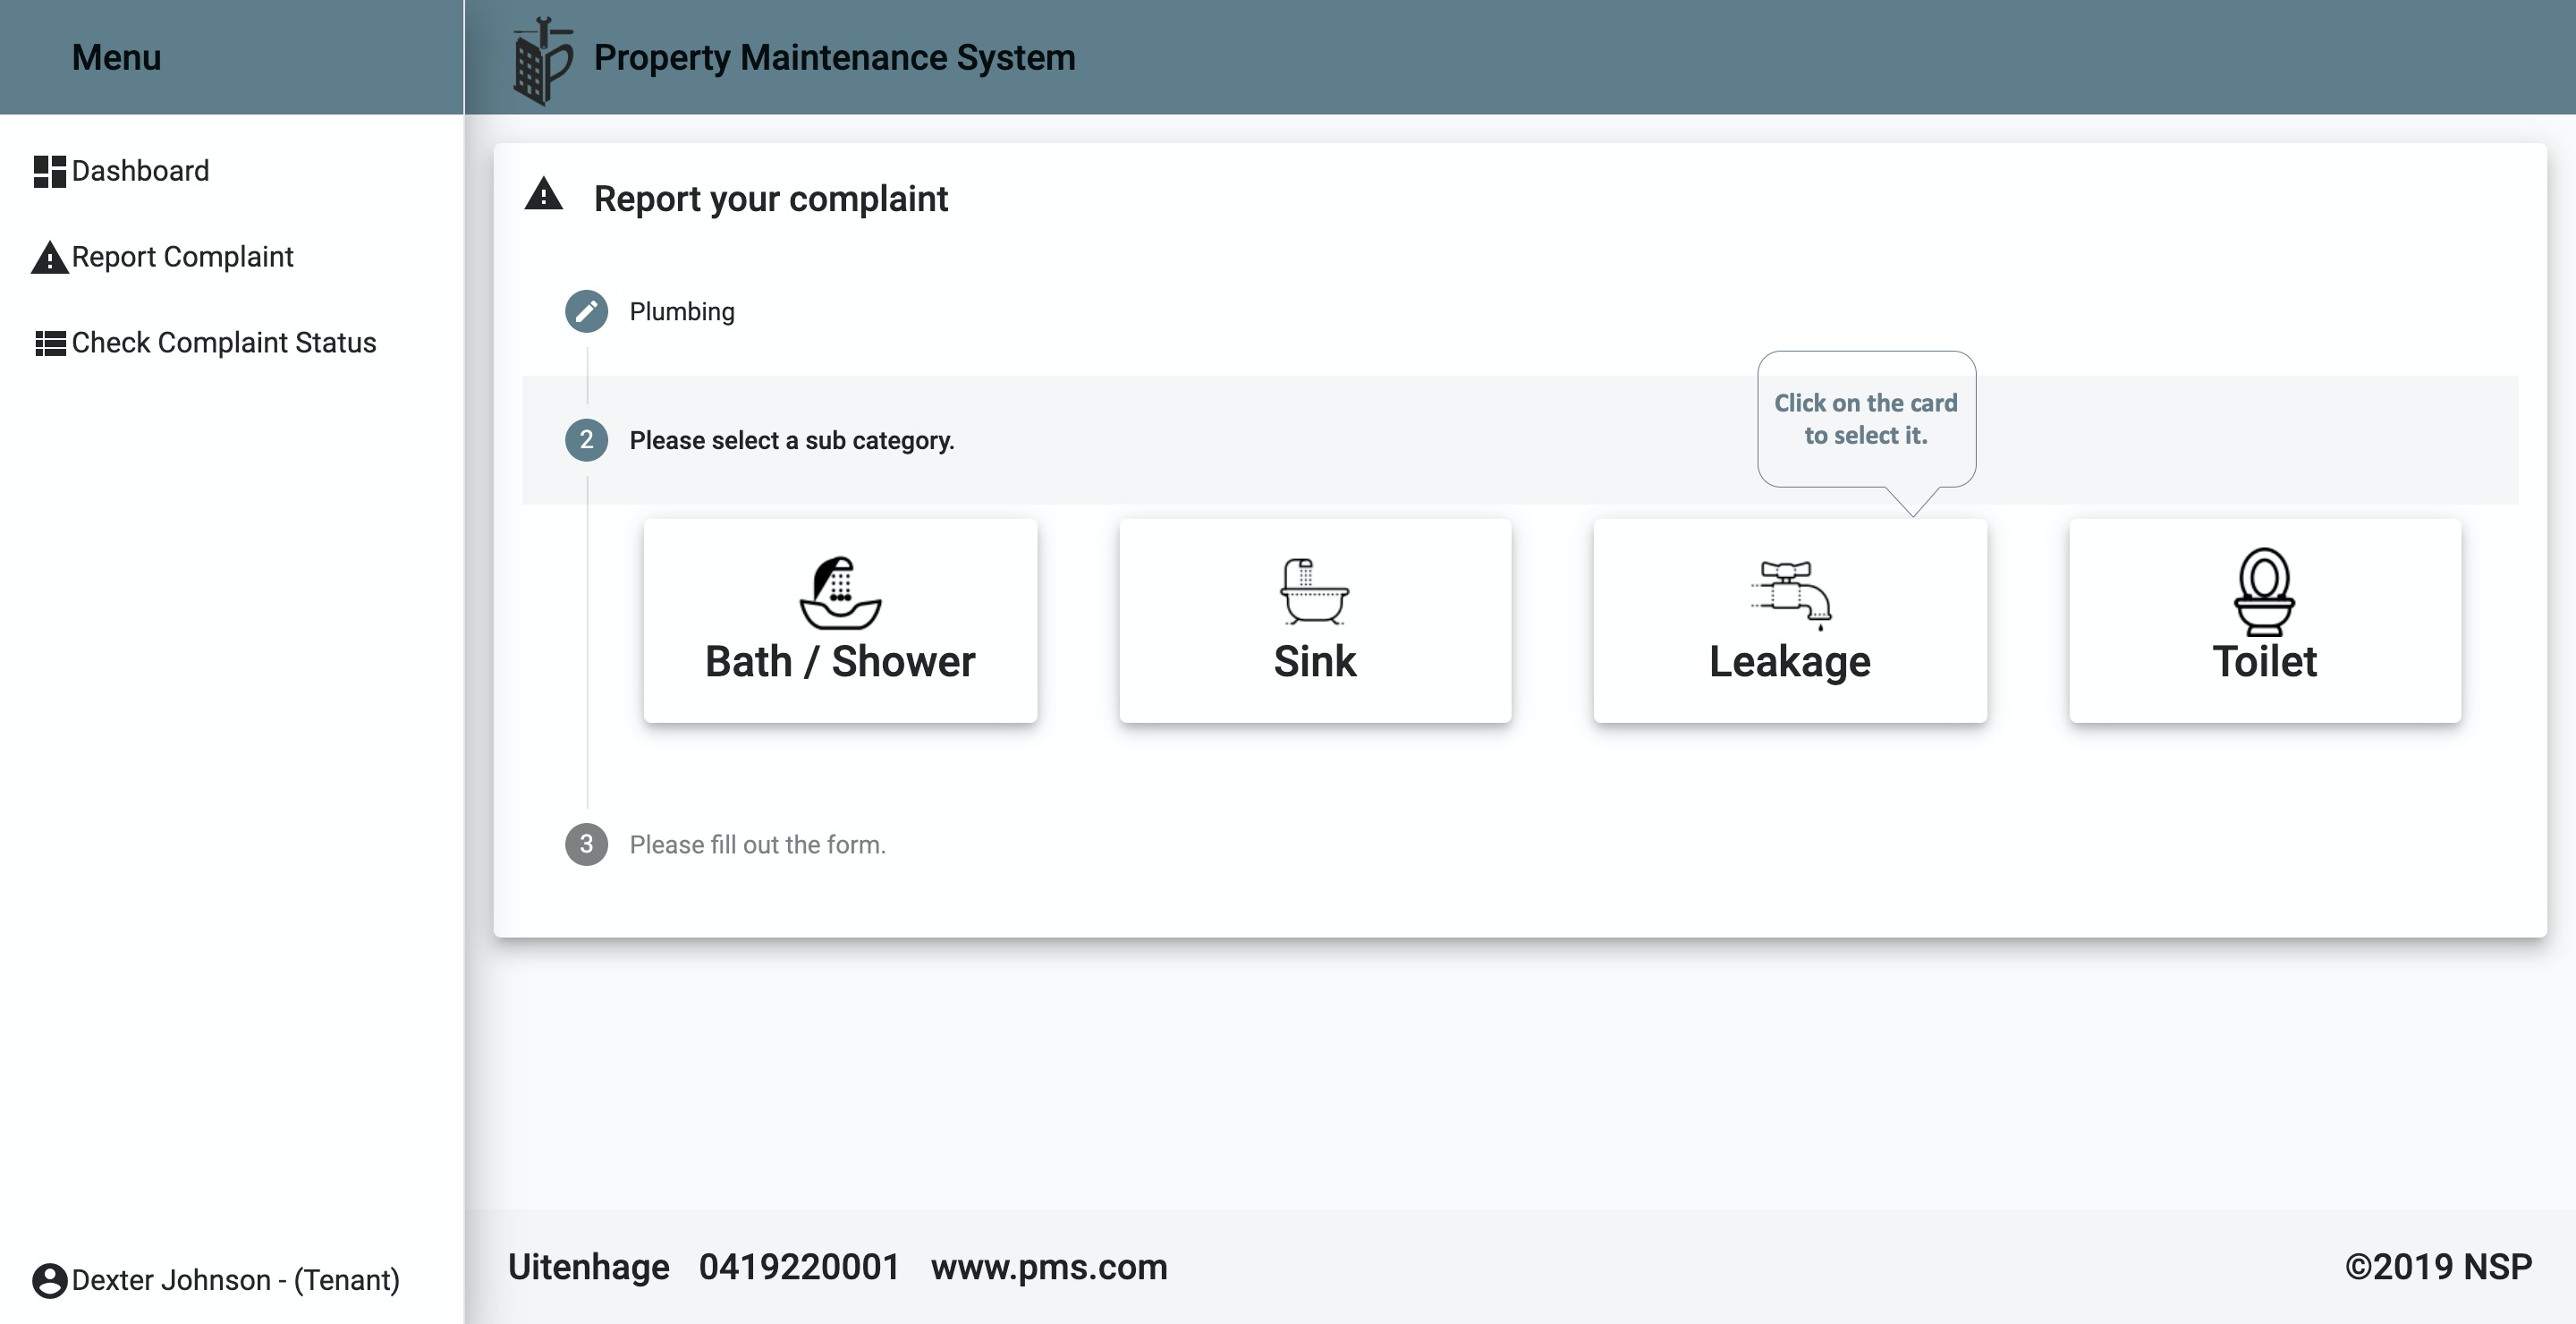 Menu
Property Maintenance System
Dashboard
Report Complaint
Check Complaint Status
Dexter Johnson - (Tenant)
Report your complaint
Plumbing
2 Please select a sub category.
Click on the card
to select it.
Bath / Shower
Sink
Leakage
Toilet
3 Please fill out the form.
Uitenhage 0419220001 www.pms.com
©2019 NSP